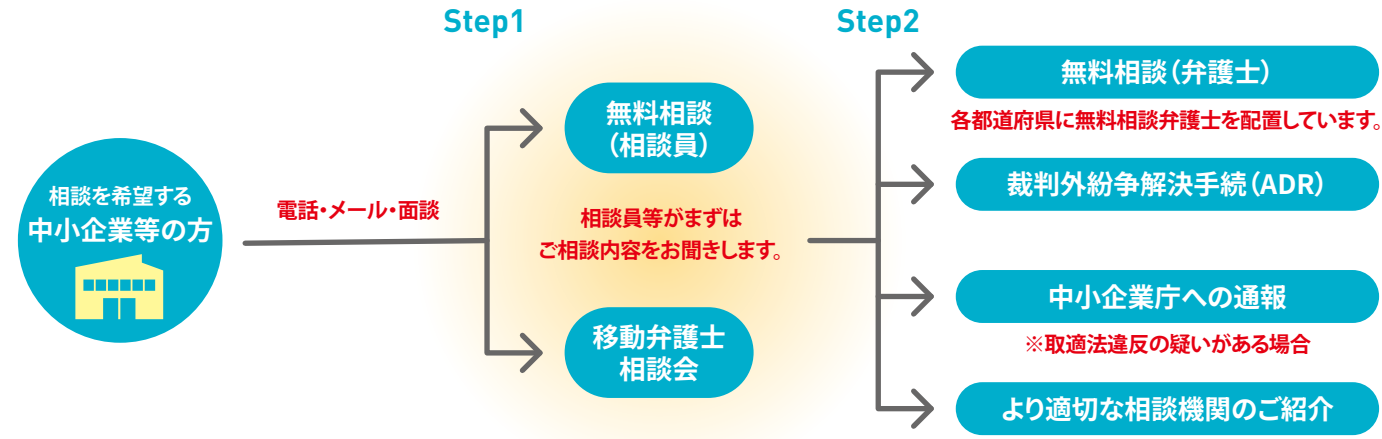 Step1
Step2
相談を希望する
中小企業等の方
電話・メール・面談
無料相談
（相談員）
相談員等がまずは
ご相談内容をお聞きします。
移動弁護士
相談会
無料相談（弁護士）
各都道府県に無料相談弁護士を配置しています。
裁判外紛争解決手続（ADR）
中小企業庁への通報
※取適法違反の疑いがある場合
より適切な相談機関のご紹介